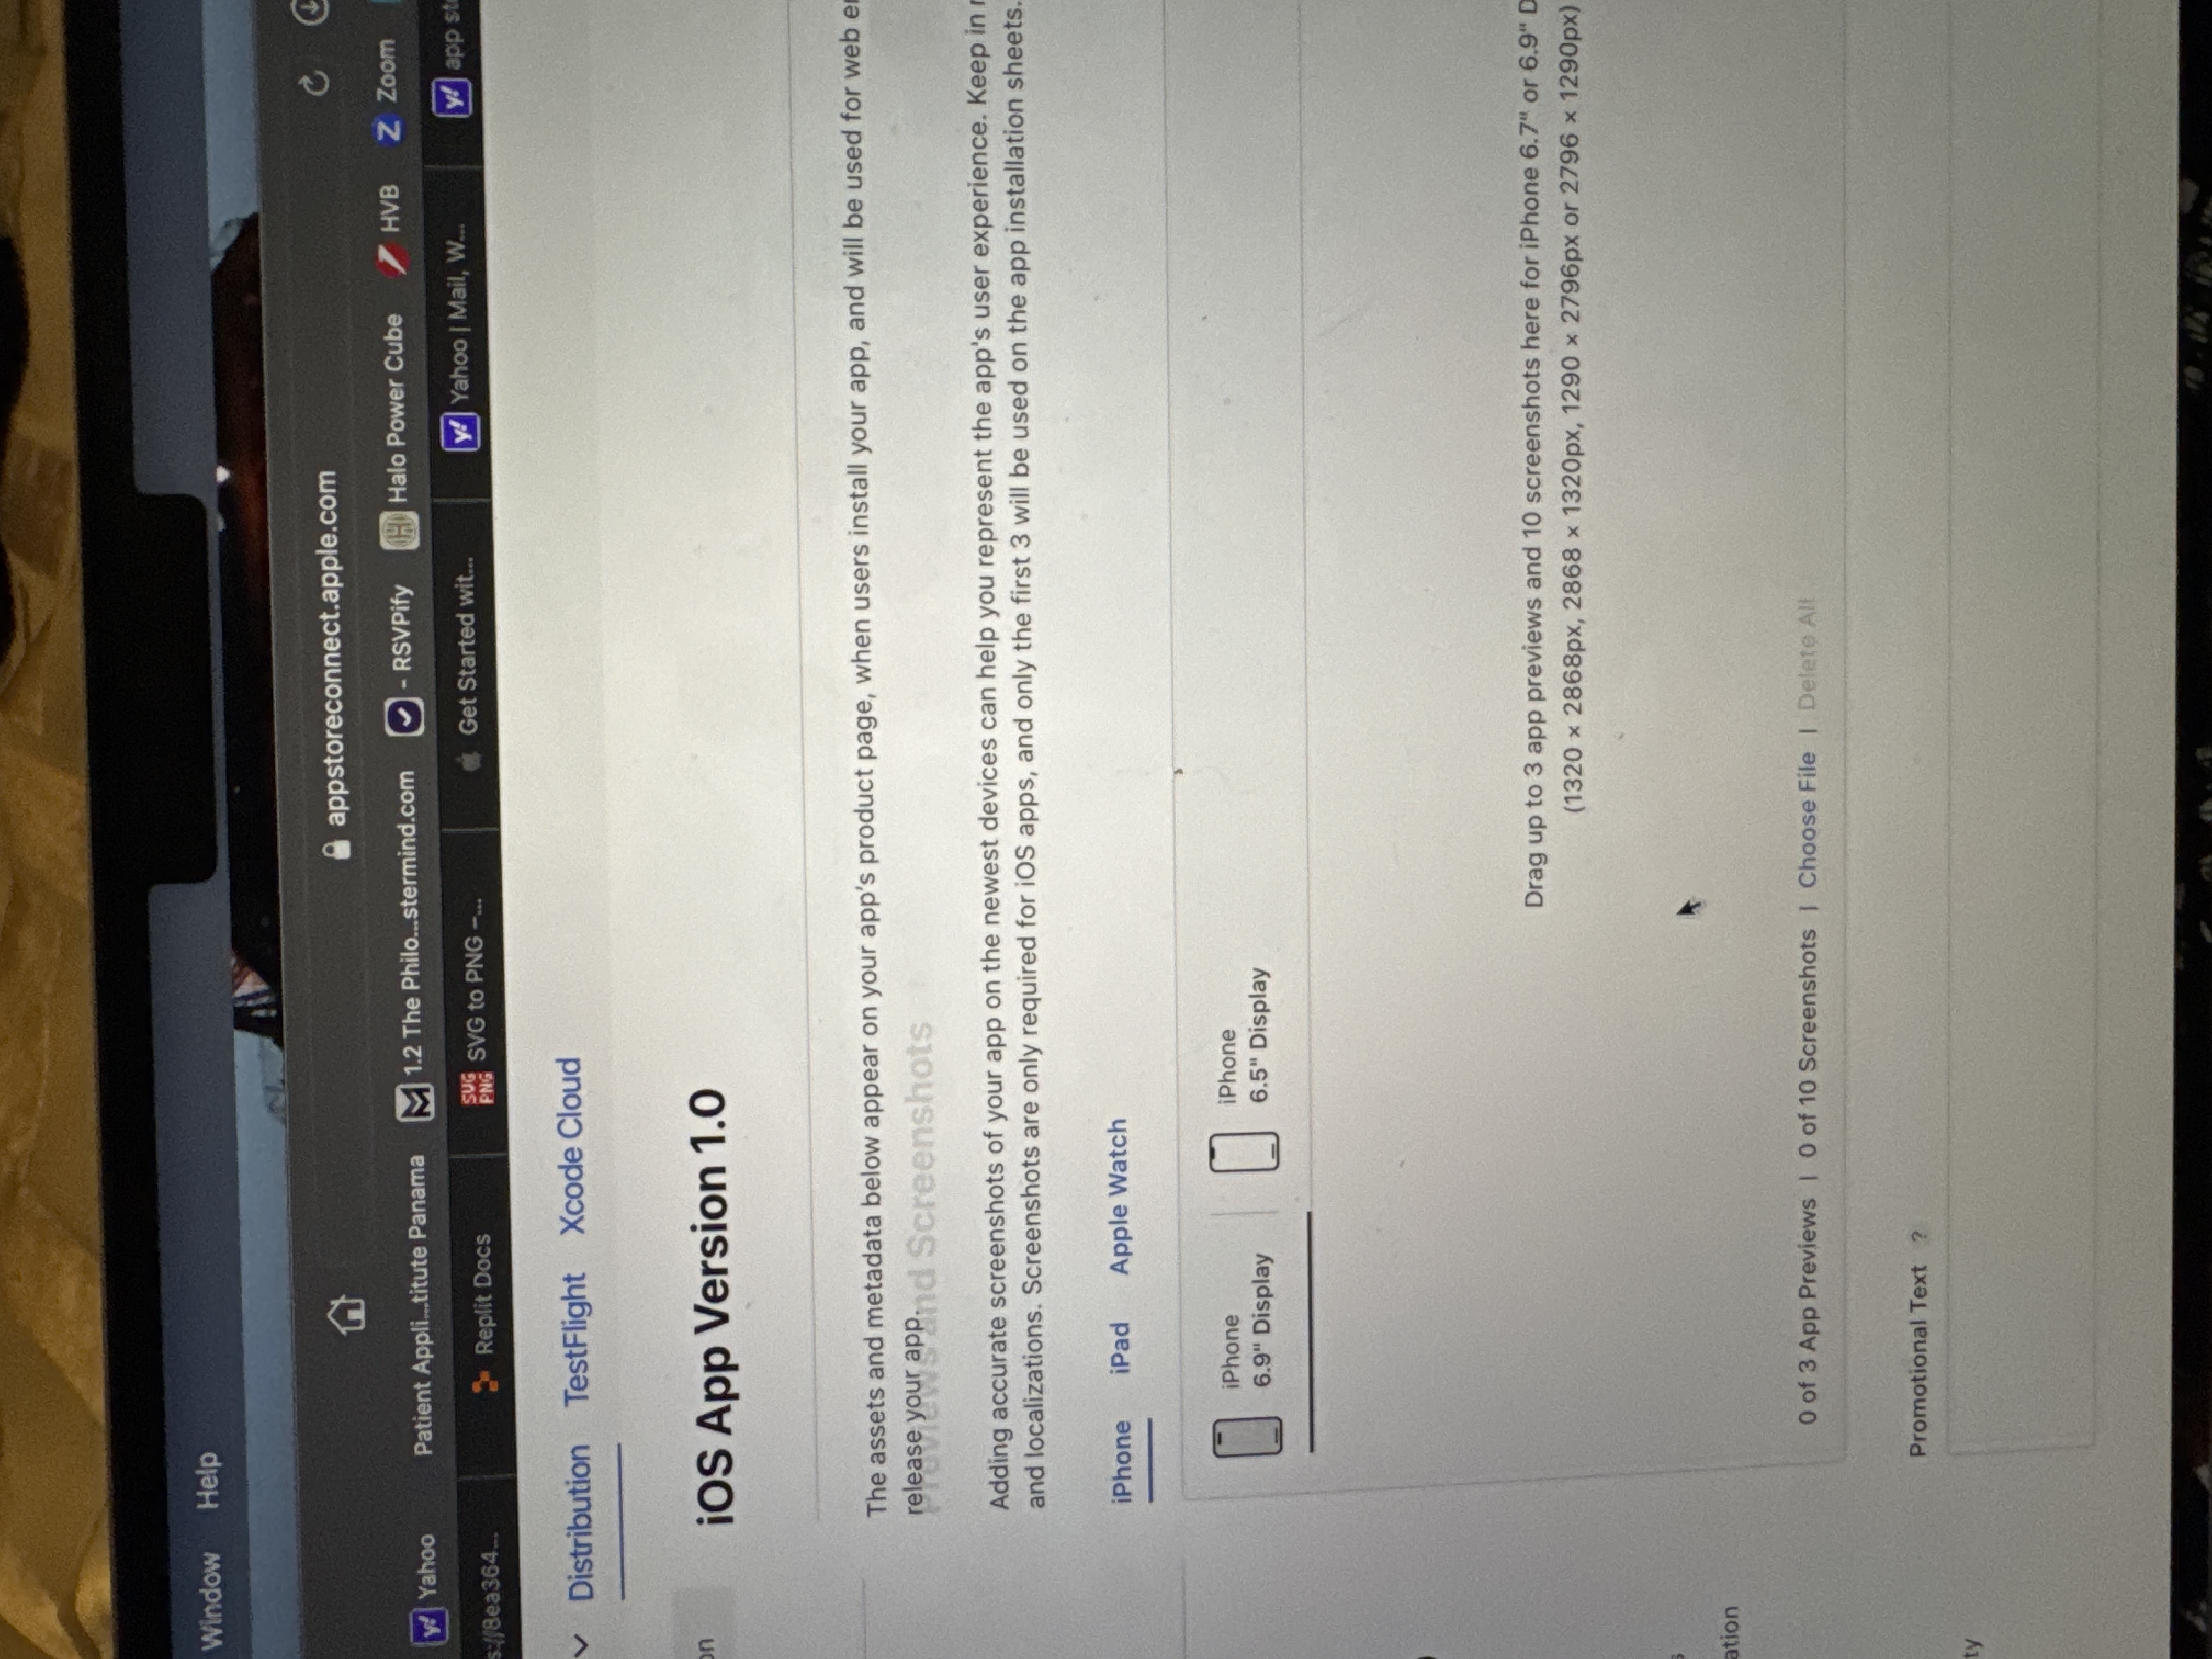 Window Help
appstoreconnect.apple.com
Yahoo Patient Appli...titute Panama 1.2 The Philo...stermind.com - RSVPify Halo Power Cube HVB Zoom
s://8ea364... Replit Docs SVG PNG SVG to PNG –... Get Started wit... Yahoo | Mail, W... app st
Distribution TestFlight Xcode Cloud
on
iOS App Version 1.0
The assets and metadata below appear on your app's product page, when users install your app, and will be used for web
release your app.
Previews and Screenshots
Adding accurate screenshots of your app on the newest devices can help you represent the app's user experience. Keep in
and localizations. Screenshots are only required for iOS apps, and only the first 3 will be used on the app installation sheets.
iPhone iPad Apple Watch
iPhone
6.9" Display
iPhone
6.5" Display
Drag up to 3 app previews and 10 screenshots here for iPhone 6.7" or 6.9" D
(1320 × 2868px, 2868 × 1320px, 1290 × 2796px or 2796 × 1290px)
s
ation
0 of 3 App Previews | 0 of 10 Screenshots | Choose File | Delete All
Promotional Text ?
ty